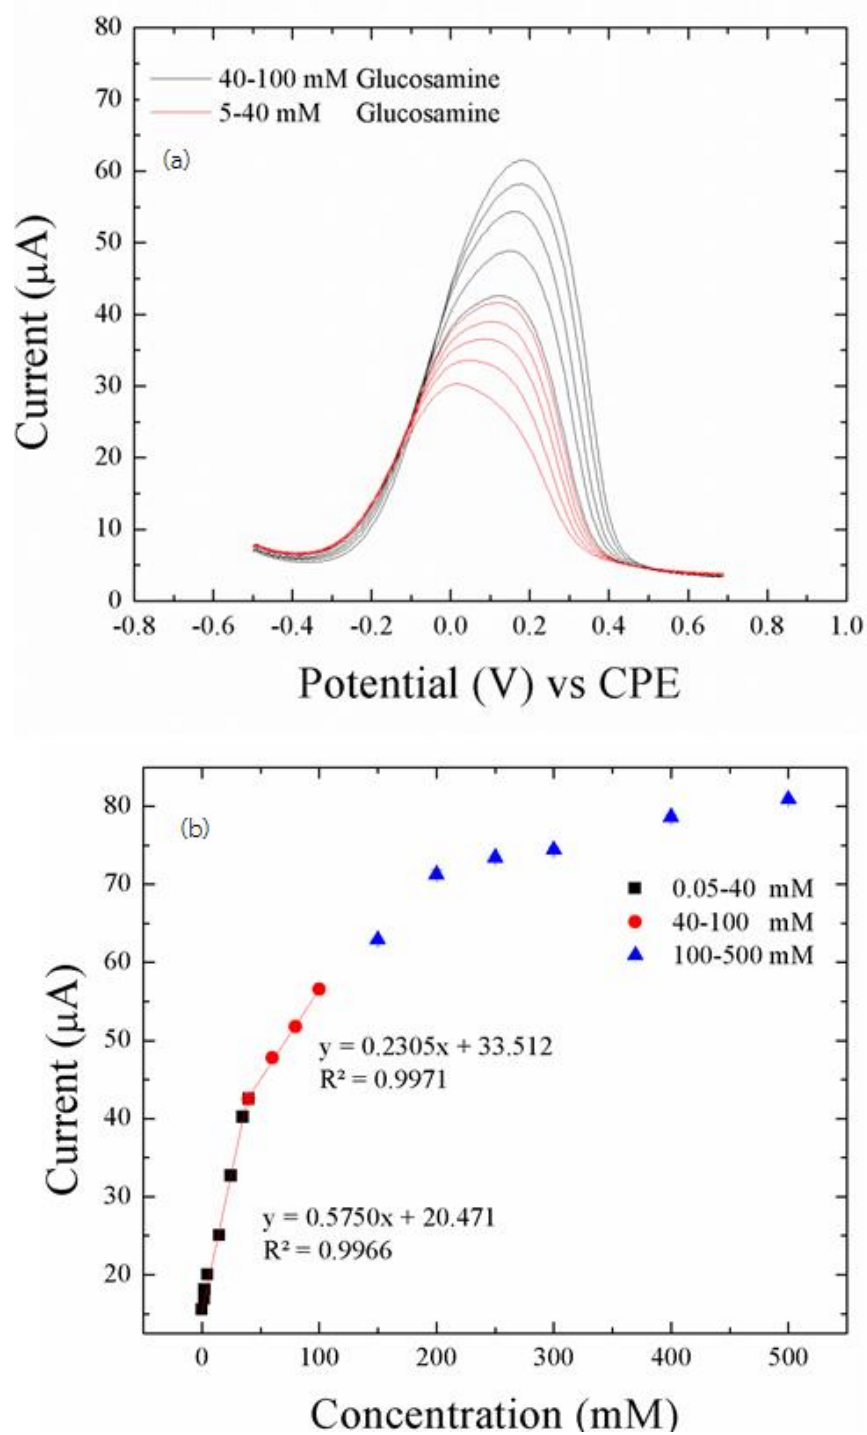 80
70
60
50
40
30
20
10
0
Current (μA)
40-100 mM Glucosamine
5-40 mM Glucosamine
(a)
-0.8 -0.6 -0.4 -0.2 0.0 0.2 0.4 0.6 0.8 1.0
Potential (V) vs CPE
80
70
60
50
40
30
20
Current (μA)
(b)
0.05-40 mM
40-100 mM
100-500 mM
y = 0.2305x + 33.512
R² = 0.9971
y = 0.5750x + 20.471
R² = 0.9966
0 100 200 300 400 500
Concentration (mM)